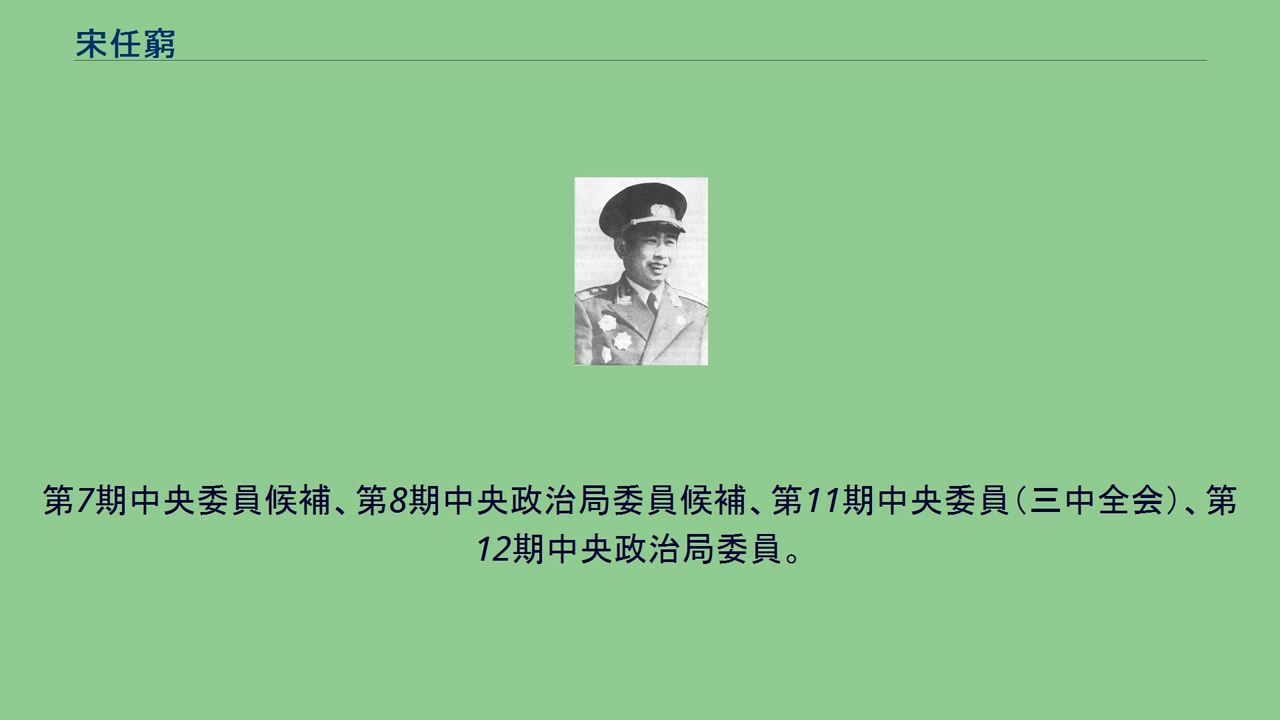 宋任窮
第7期中央委員候補、第8期中央政治局委員候補、第11期中央委員（三中全会）、第
12期中央政治局委員。